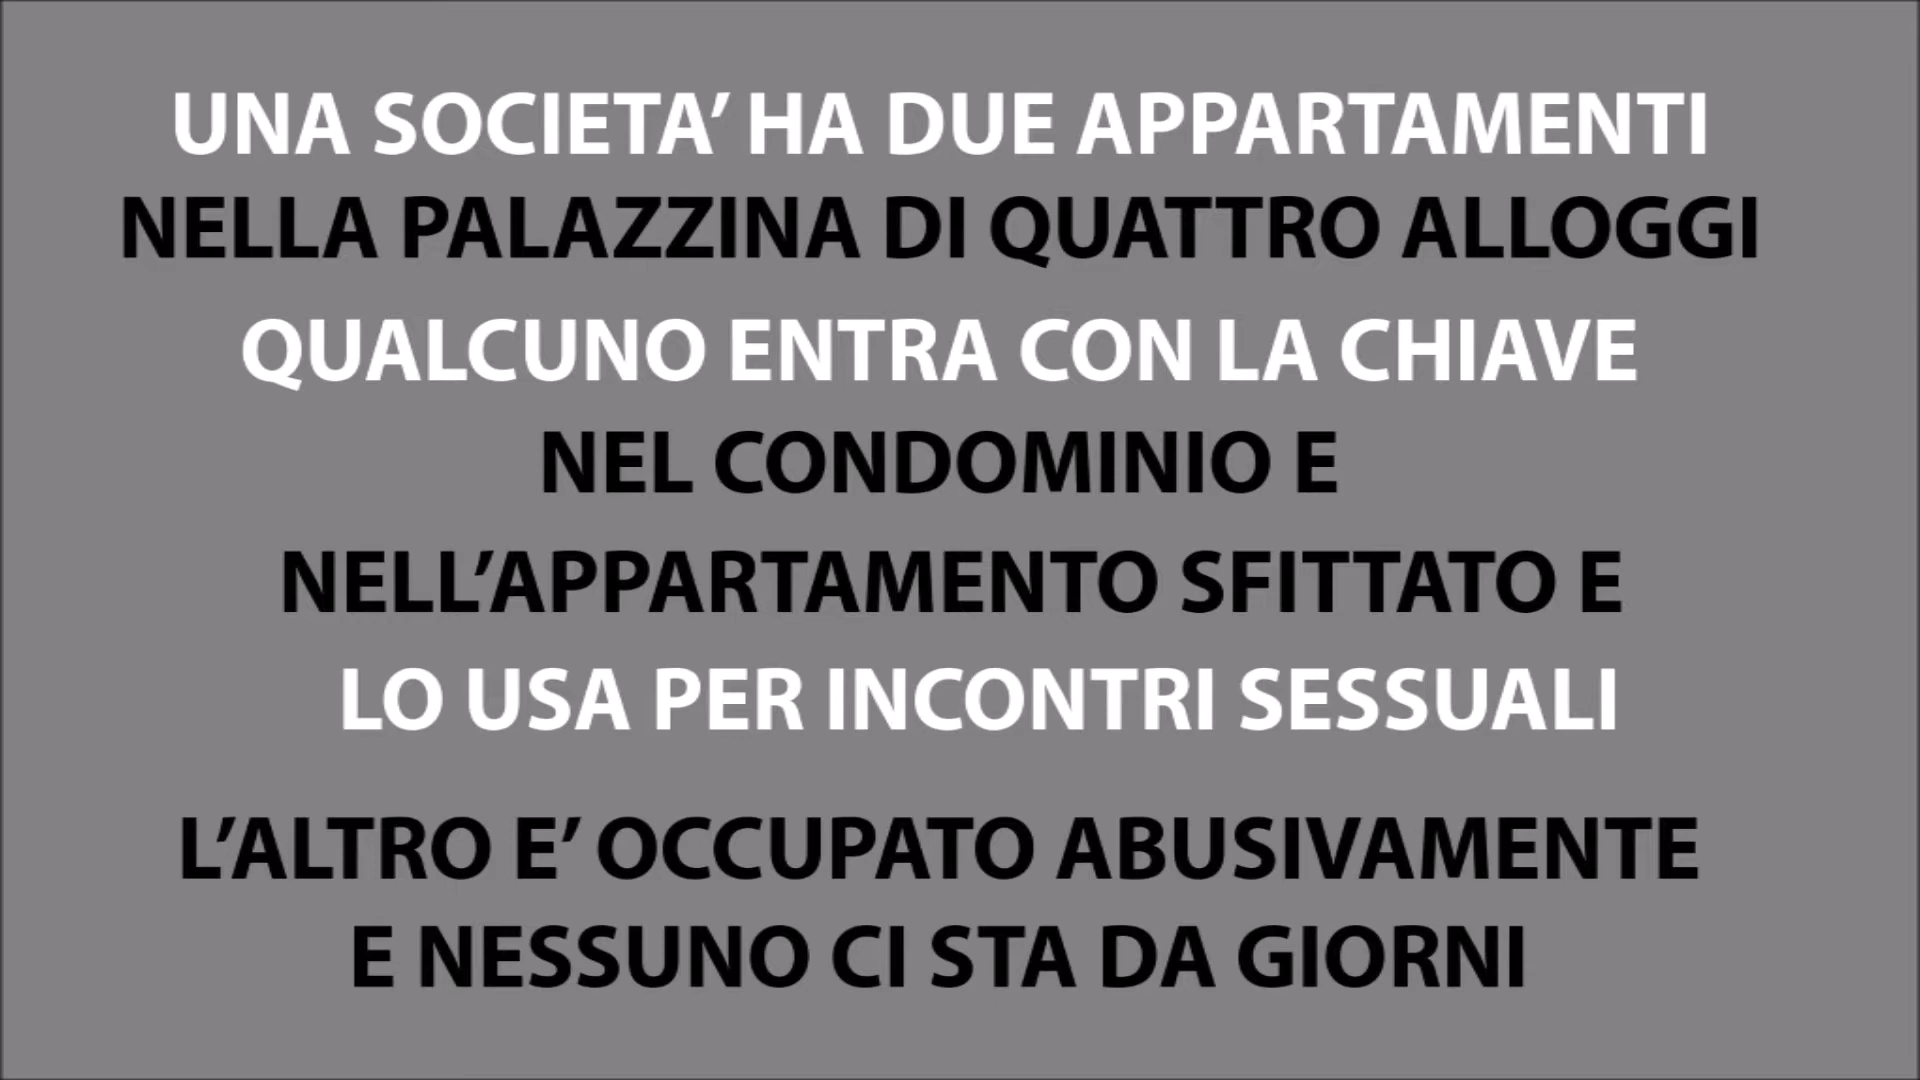 UNA SOCIETA' HA DUE APPARTAMENTI
NELLA PALAZZINA DI QUATTRO ALLOGGI
QUALCUNO ENTRA CON LA CHIAVE
NEL CONDOMINIO E
NELL'APPARTAMENTO SFITTATO E
LO USA PER INCONTRI SESSUALI
L'ALTRO E' OCCUPATO ABUSIVAMENTE
E NESSUNO CI STA DA GIORNI